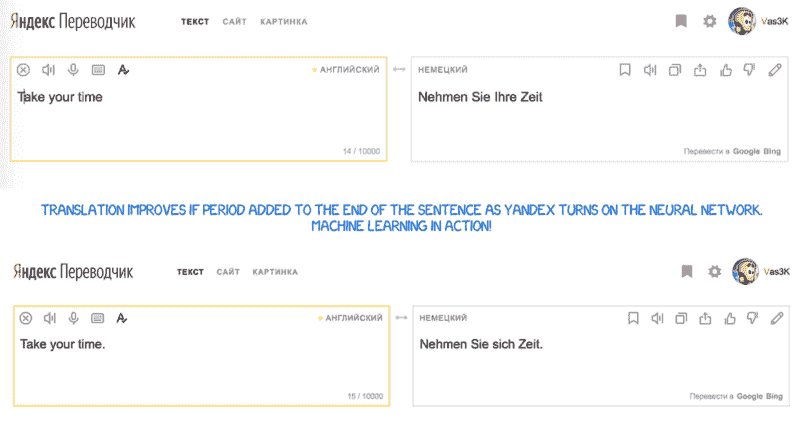 Яндекс Переводчик ТЕКСТ САЙТ КАРТИНКА Vas3K
АНГЛИЙСКИЙ НЕМЕЦКИЙ
Take your time Nehmen Sie Ihre Zeit
14 / 10000 Перевести в Google Bing
TRANSLATION IMPROVES IF PERIOD ADDED TO THE END OF THE SENTENCE AS YANDEX TURNS ON THE NEURAL NETWORK.
MACHINE LEARNING IN ACTION!
Яндекс Переводчик ТЕКСТ САЙТ КАРТИНКА Vas3K
АНГЛИЙСКИЙ НЕМЕЦКИЙ
Take your time. Nehmen Sie sich Zeit.
15 / 10000 Перевести в Google Bing